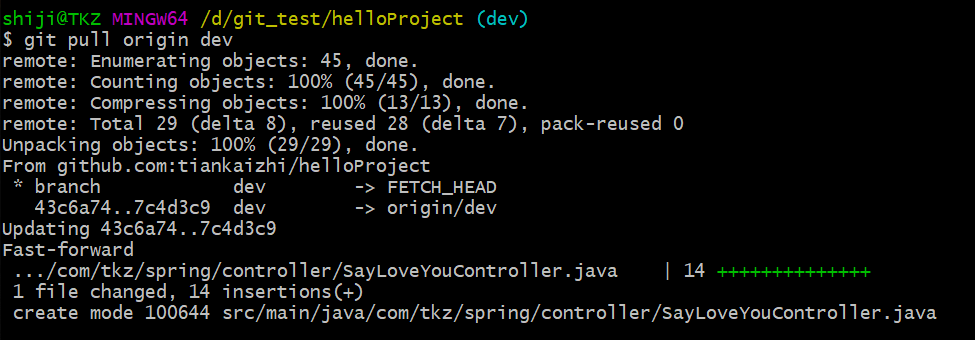 shiji@TKZ MINGW64 /d/git_test/helloProject (dev)
$ git pull origin dev
remote: Enumerating objects: 45, done.
remote: Counting objects: 100% (45/45), done.
remote: Compressing objects: 100% (13/13), done.
remote: Total 29 (delta 8), reused 28 (delta 7), pack-reused 0
Unpacking objects: 100% (29/29), done.
From github.com:tiankaizhi/helloProject
 * branch            dev        -> FETCH_HEAD
   43c6a74..7c4d3c9  dev        -> origin/dev
Updating 43c6a74..7c4d3c9
Fast-forward
 .../com/tkz/spring/controller/SayLoveYouController.java    | 14 ++++++++++++++
 1 file changed, 14 insertions(+)
 create mode 100644 src/main/java/com/tkz/spring/controller/SayLoveYouController.java